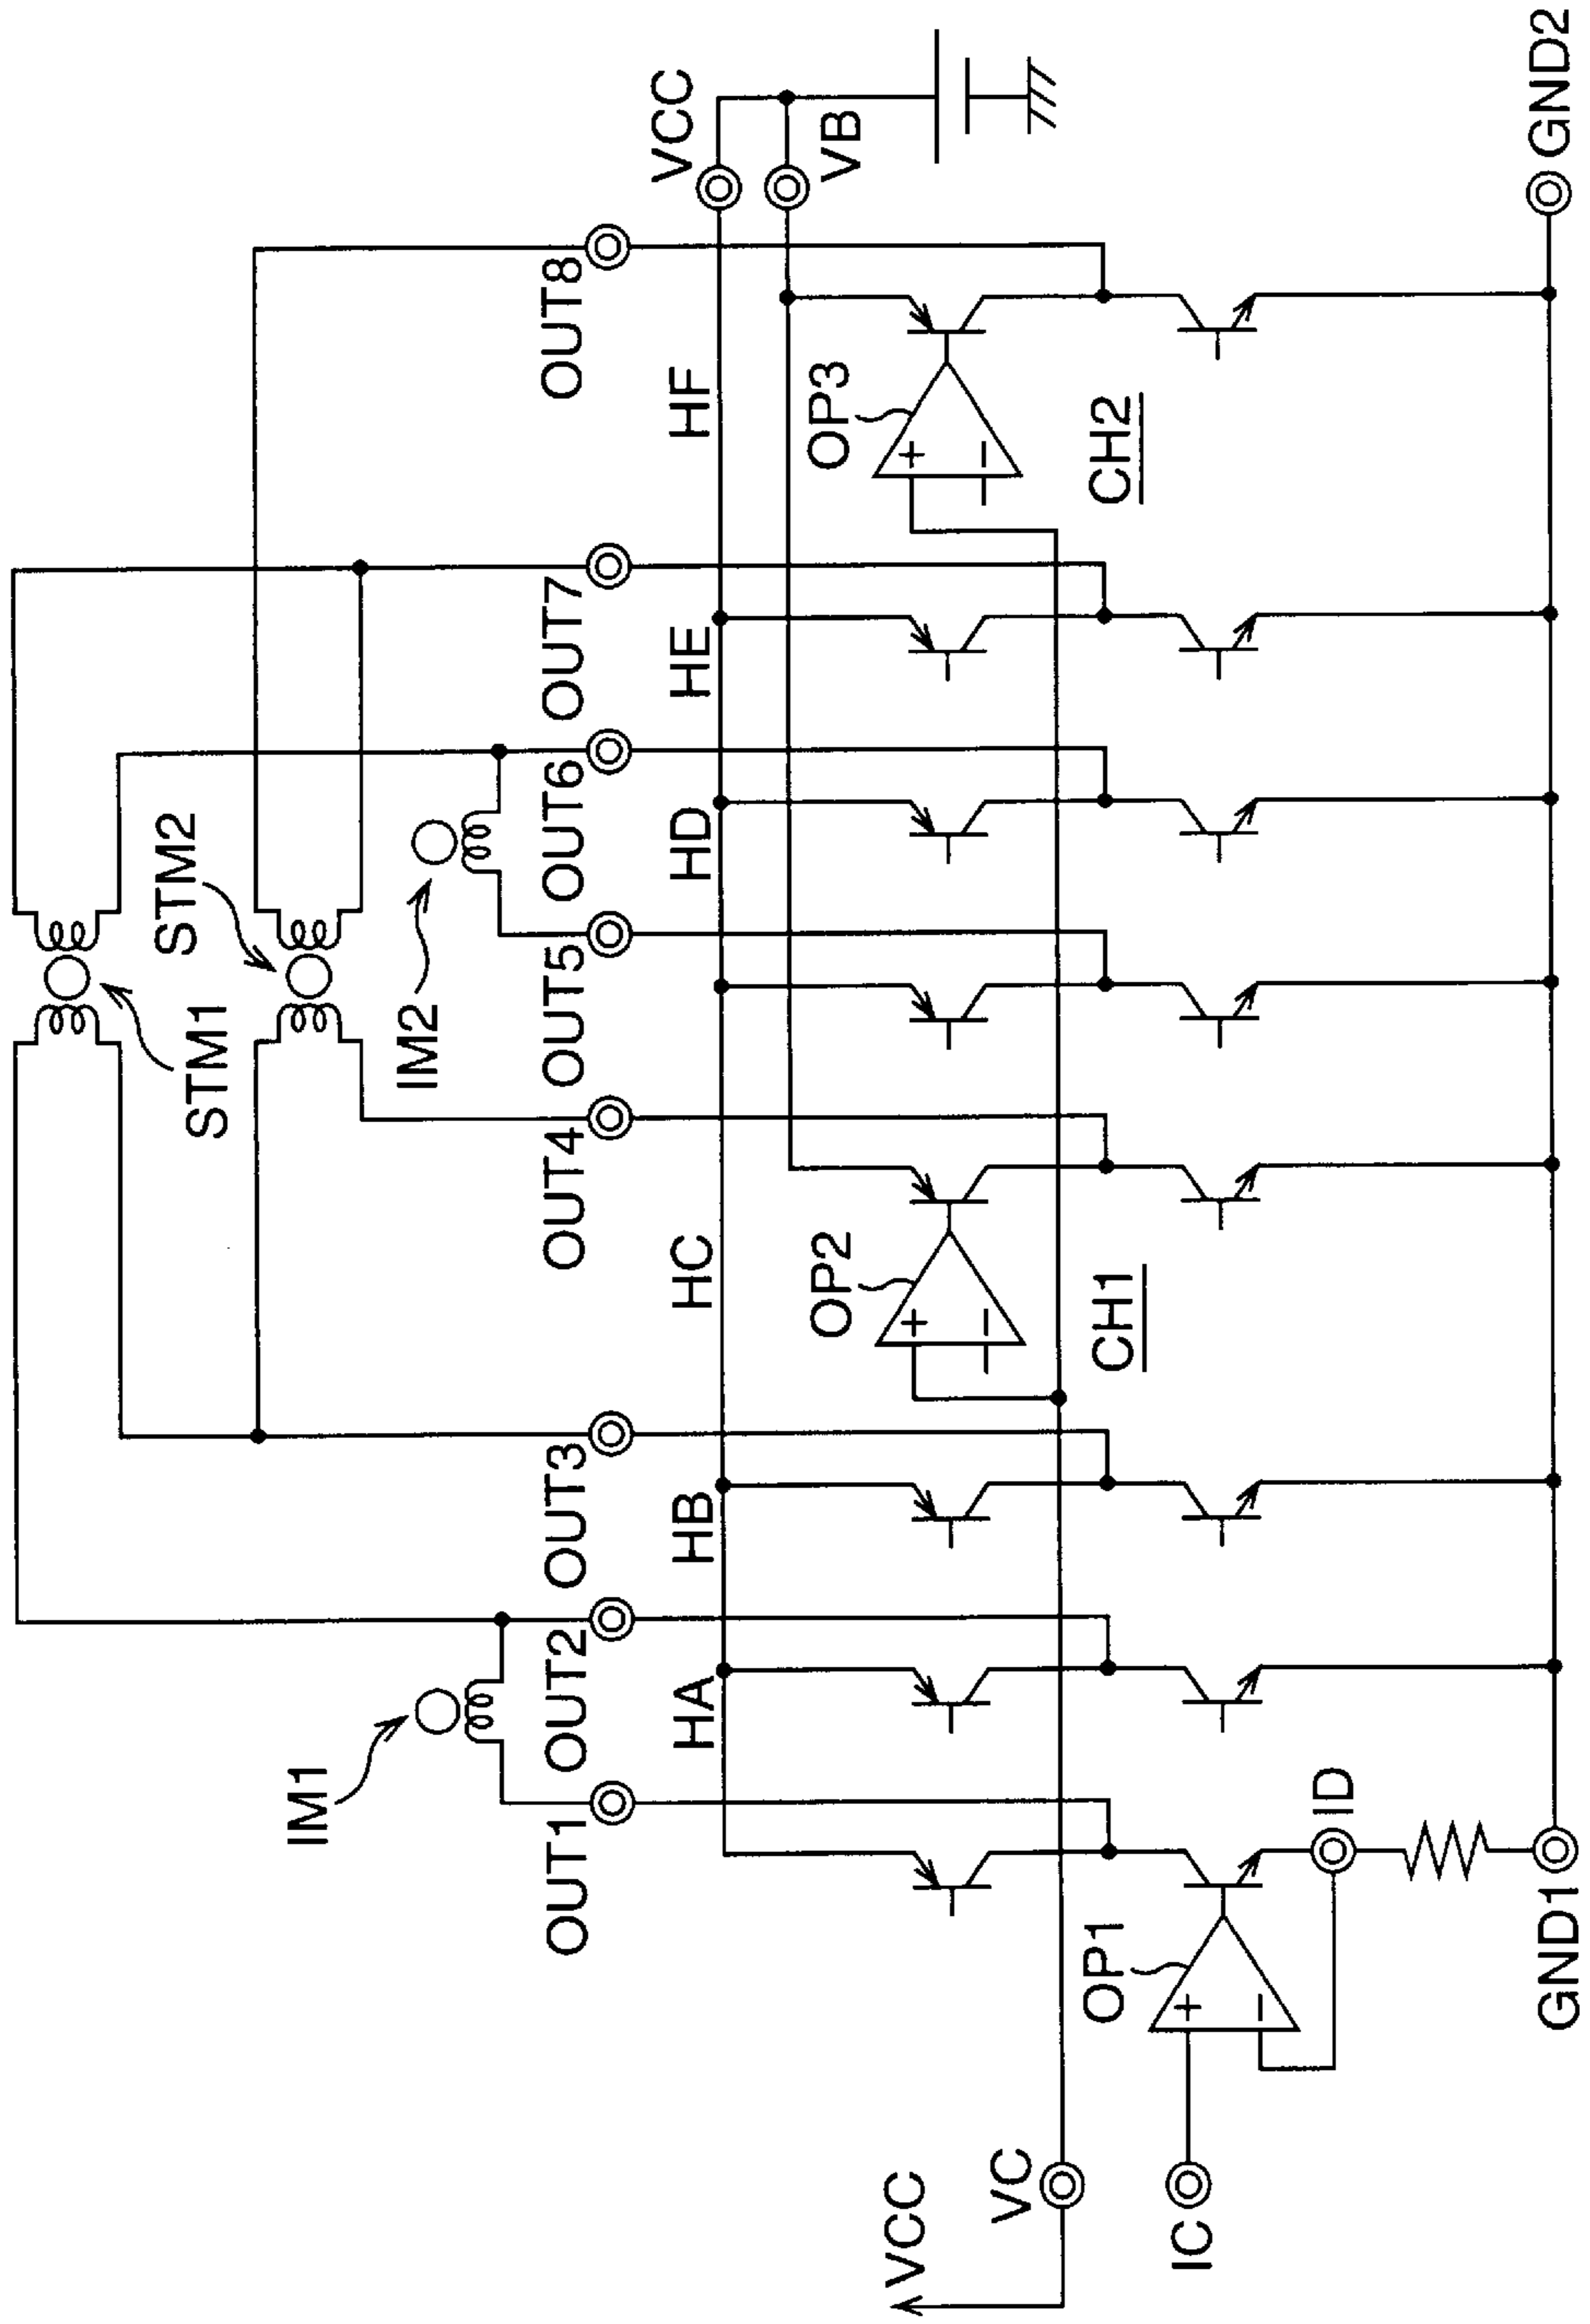 STM1
STM2
IM1
IM2
OUT1
OUT2
OUT3
OUT4
OUT5
OUT6
OUT7
OUT8
VCC
VB
HA
HB
HC
HD
HE
HF
VCC
VC
IC
OP1
+
−
ID
OP2
+
−
CH1
OP3
+
−
CH2
GND1
GND2